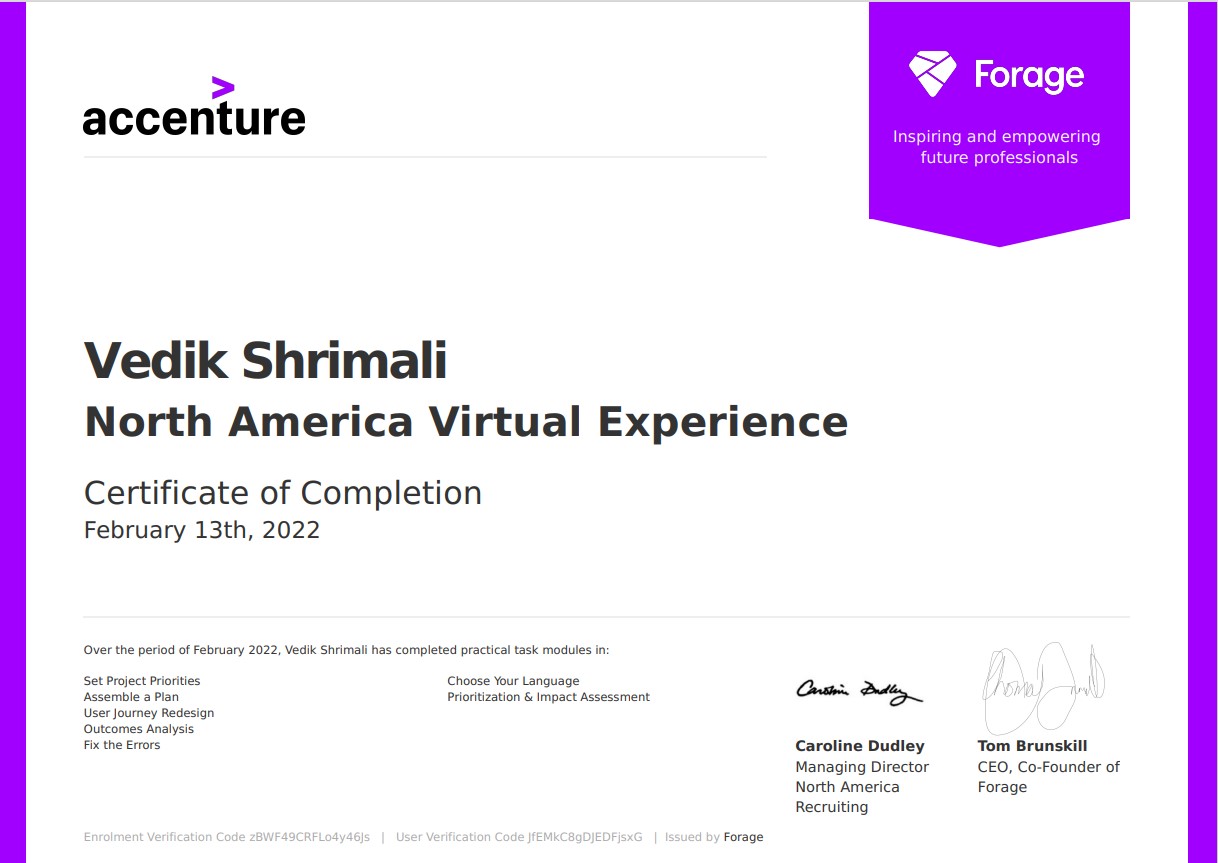 accenture
Forage
Inspiring and empowering
future professionals
Vedik Shrimali
North America Virtual Experience
Certificate of Completion
February 13th, 2022
Over the period of February 2022, Vedik Shrimali has completed practical task modules in:
Set Project Priorities
Assemble a Plan
User Journey Redesign
Outcomes Analysis
Fix the Errors
Choose Your Language
Prioritization & Impact Assessment
Caroline Dudley
Caroline Dudley
Managing Director
North America
Recruiting
Tom Brunskill
CEO, Co-Founder of
Forage
Enrolment Verification Code zBWF49CRFLo4y46Js | User Verification Code JfEMkC8gDJEDFjsxG | Issued by Forage